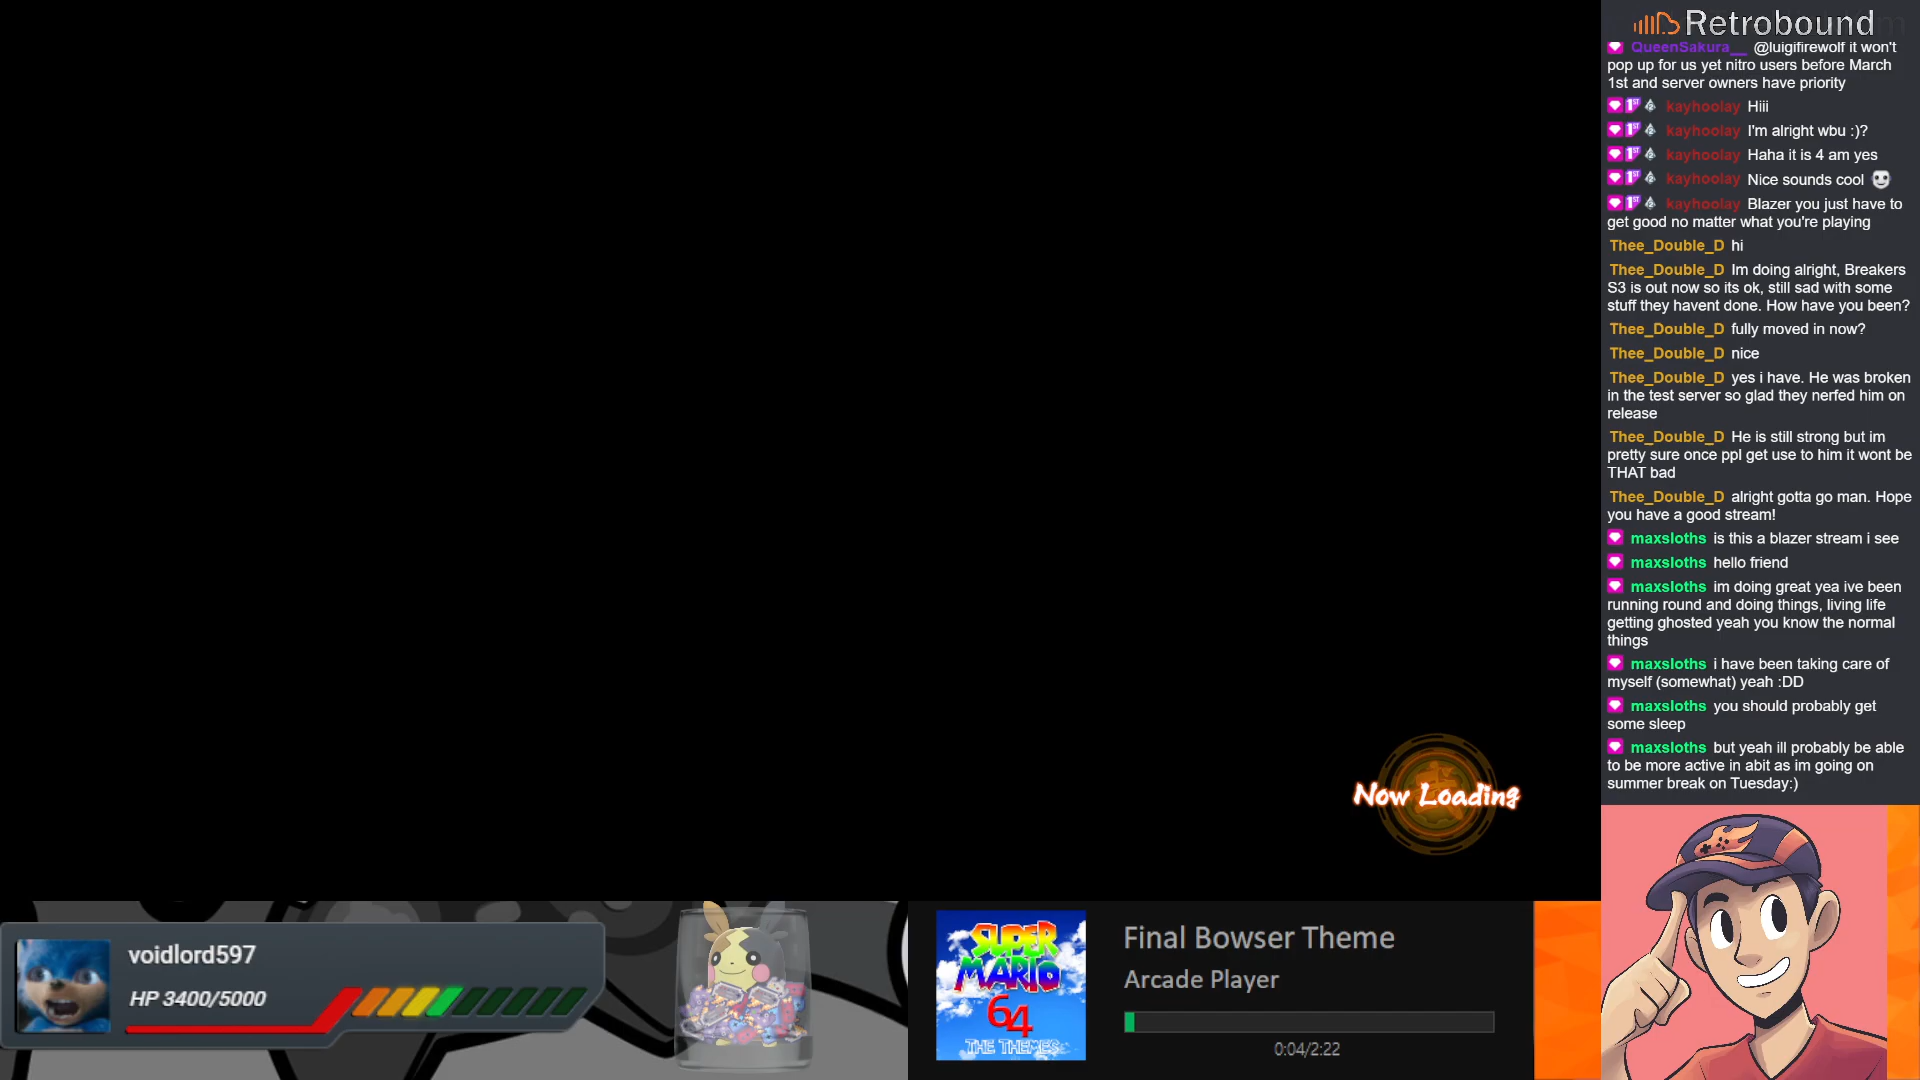 Retrobound
QueenSakura__ @luigifirewolf it won't
pop up for us yet nitro users before March
1st and server owners have priority
kayhoolay Hiii
kayhoolay I'm alright wbu :)?
kayhoolay Haha it is 4 am yes
kayhoolay Nice sounds cool
kayhoolay Blazer you just have to
get good no matter what you're playing
Thee_Double_D hi
Thee_Double_D Im doing alright, Breakers
S3 is out now so its ok, still sad with some
stuff they havent done. How have you been?
Thee_Double_D fully moved in now?
Thee_Double_D nice
Thee_Double_D yes i have. He was broken
in the test server so glad they nerfed him on
release
Thee_Double_D He is still strong but im
pretty sure once ppl get use to him it wont be
THAT bad
Thee_Double_D alright gotta go man. Hope
you have a good stream!
maxsloths is this a blazer stream i see
maxsloths hello friend
maxsloths im doing great yea ive been
running round and doing things, living life
getting ghosted yeah you know the normal
things
maxsloths i have been taking care of
myself (somewhat) yeah :DD
maxsloths you should probably get
some sleep
maxsloths but yeah ill probably be able
to be more active in abit as im going on
summer break on Tuesday:)
Now Loading
voidlord597
HP 3400/5000
SUPER
MARIO
64
THE THEMES
Final Bowser Theme
Arcade Player
0:04/2:22